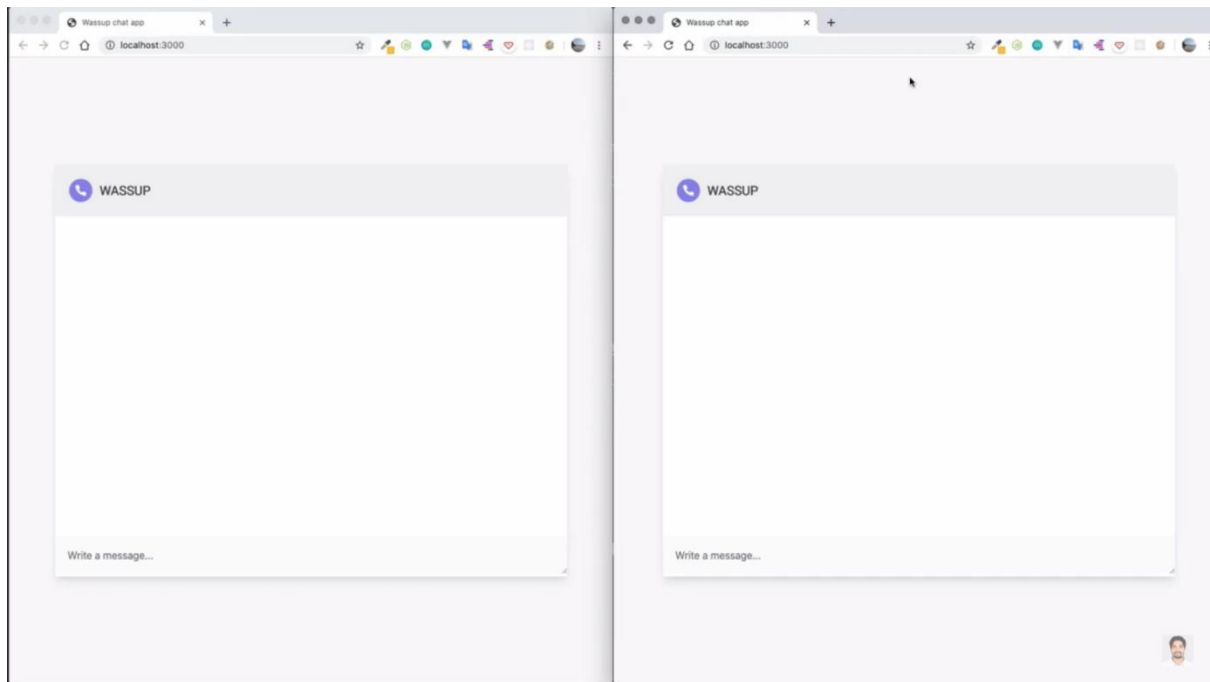 Wassup chat app
localhost:3000
WASSUP
Write a message...
Wassup chat app
localhost:3000
WASSUP
Write a message...